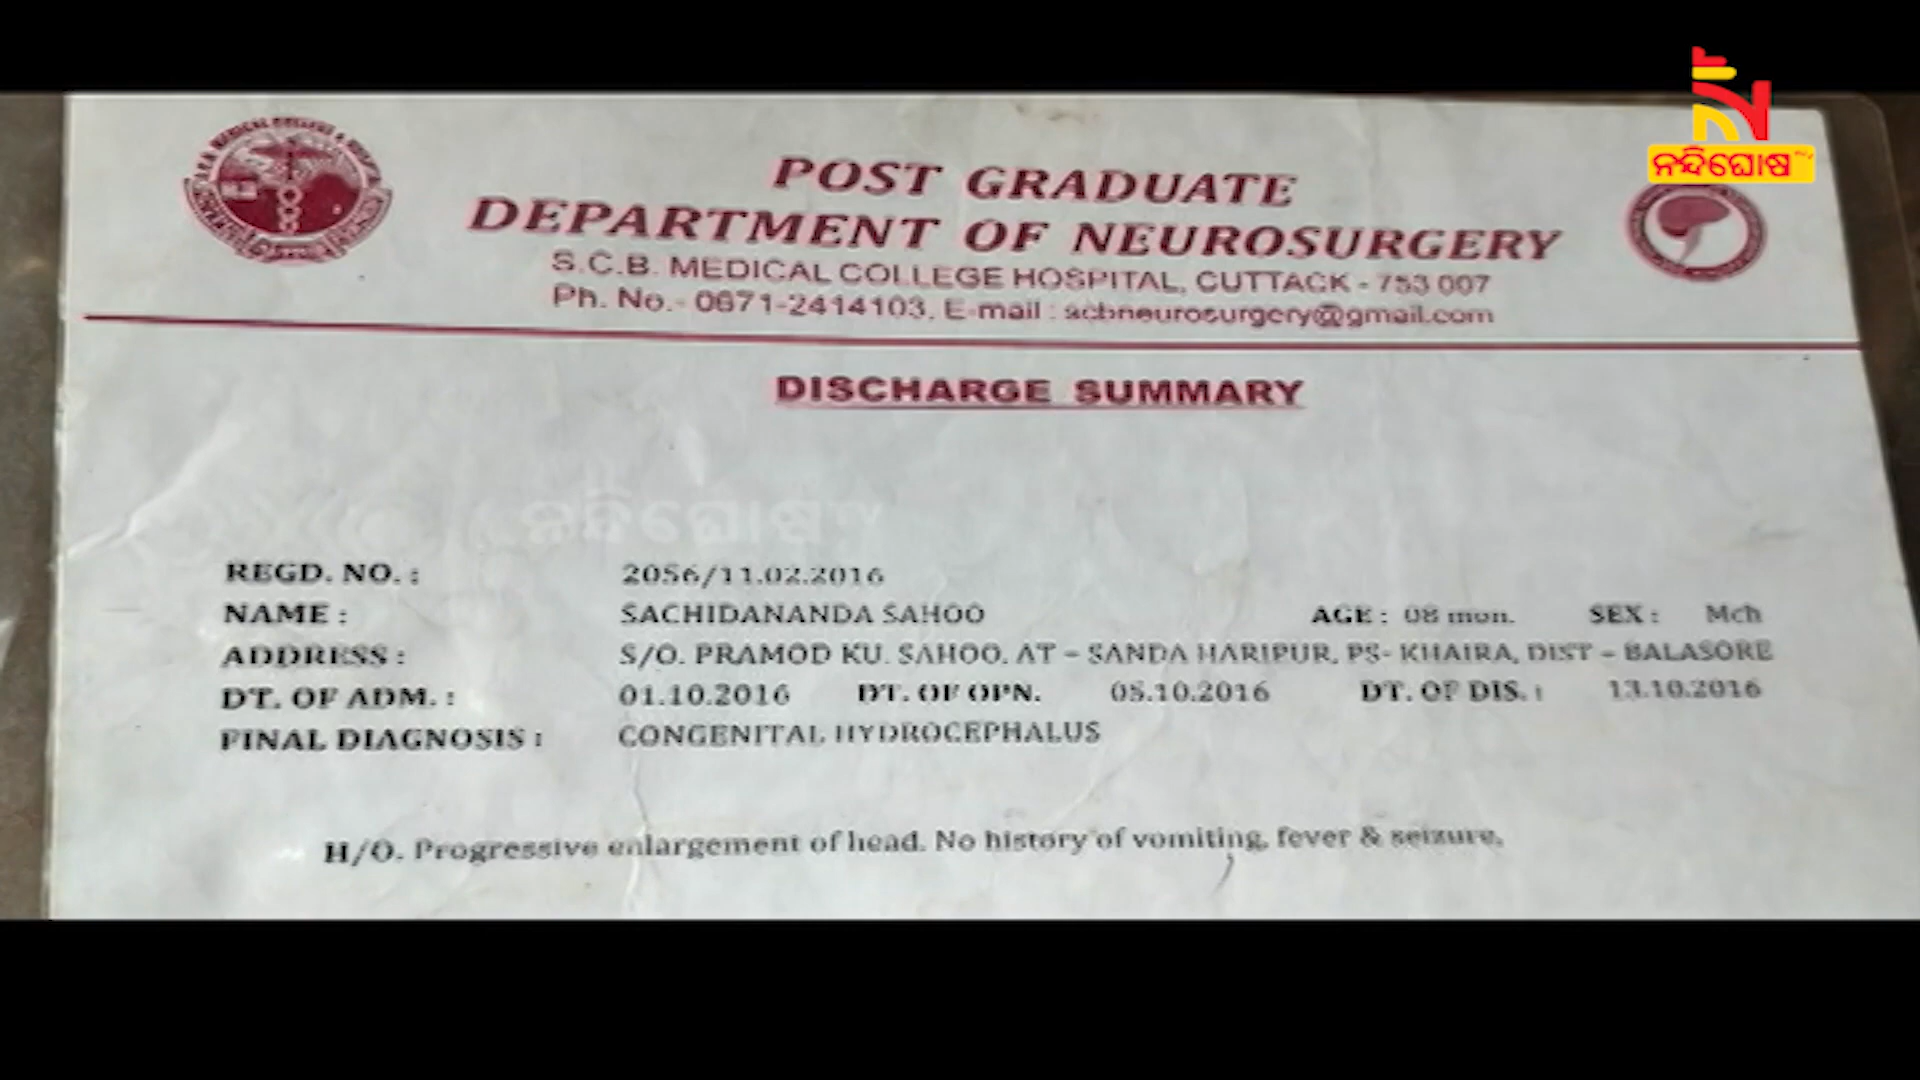 ନନ୍ଦିଘୋଷ
POST GRADUATE
DEPARTMENT OF NEUROSURGERY
S.C.B. MEDICAL COLLEGE HOSPITAL, CUTTACK - 753 007
Ph. No.- 0671-2414103, E-mail : scbneurosurgery@gmail.com
DISCHARGE SUMMARY
ନନ୍ଦିଘୋଷ TV
REGD. NO. : 2056/11.02.2016
NAME : SACHIDANANDA SAHOO AGE : 08 mon. SEX : Mch
ADDRESS : S/O. PRAMOD KU. SAHOO, AT – SANDA HARIPUR, PS- KHAIRA, DIST – BALASORE
DT. OF ADM. : 01.10.2016 DT. OF OPN. 05.10.2016 DT. OF DIS. : 13.10.2016
FINAL DIAGNOSIS : CONGENITAL HYDROCEPHALUS
H/O. Progressive enlargement of head. No history of vomiting, fever & seizure.